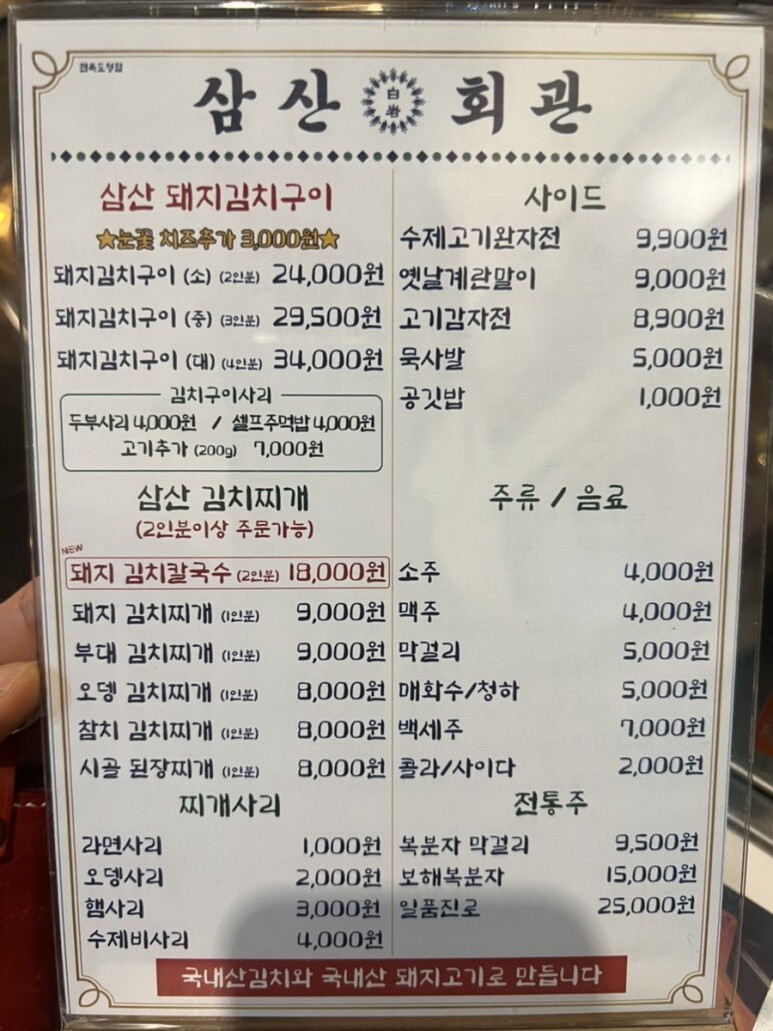 전북도청점
삼산 白岩 회관
삼산 돼지김치구이
★눈꽃 치즈추가 3,000원★
돼지김치구이 (소) (2인분) 24,000원
돼지김치구이 (중) (3인분) 29,500원
돼지김치구이 (대) (4인분) 34,000원
김치구이사리
두부사리 4,000원 / 셀프주먹밥 4,000원
고기추가 (200g) 7,000원
삼산 김치찌개
(2인분이상 주문가능)
NEW
돼지 김치칼국수 (2인분) 18,000원
돼지 김치찌개 (1인분) 9,000원
부대 김치찌개 (1인분) 9,000원
오뎅 김치찌개 (1인분) 8,000원
참치 김치찌개 (1인분) 8,000원
시골 된장찌개 (1인분) 8,000원
찌개사리
라면사리 1,000원
오뎅사리 2,000원
햄사리 3,000원
수제비사리 4,000원
사이드
수제고기완자전 9,900원
옛날계란말이 9,000원
고기감자전 8,900원
묵사발 5,000원
공깃밥 1,000원
주류 / 음료
소주 4,000원
맥주 4,000원
막걸리 5,000원
매화수/청하 5,000원
백세주 7,000원
콜라/사이다 2,000원
전통주
복분자 막걸리 9,500원
보해복분자 15,000원
일품진로 25,000원
국내산김치와 국내산 돼지고기로 만듭니다